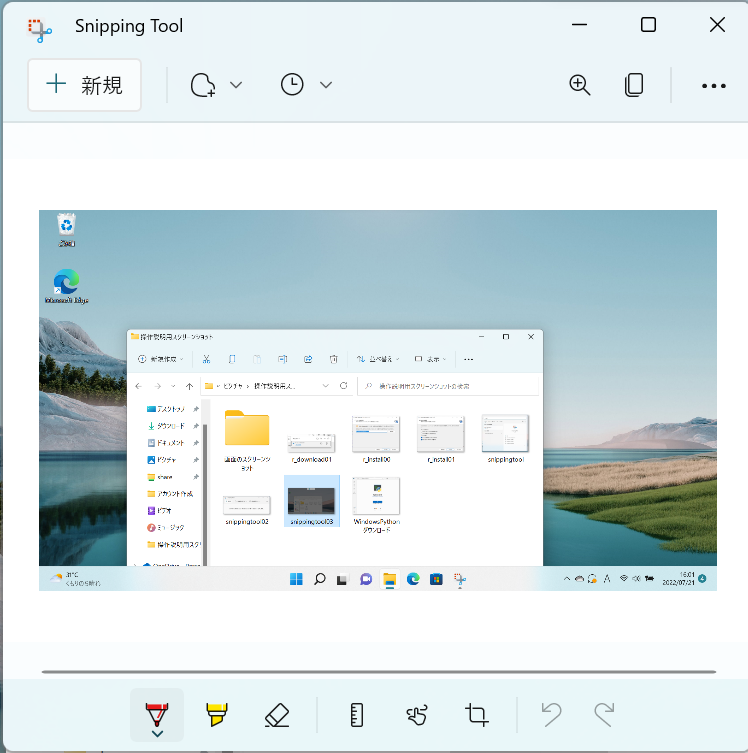 Snipping Tool
新規
ごみ箱
Microsoft Edge
操作説明用スクリーンショット
新規作成
並べ替え
表示
ピクチャ
操作説明用ス...
操作説明用スクリーンショットの検索
デスクトップ
ダウンロード
ドキュメント
ピクチャ
share
アカウント作成
ビデオ
ミュージック
操作説明用スク
画面のスクリーンシ
ョット
r_download01
r_install00
r_install01
snippingtool
snippingtool02
snippingtool03
WindowsPython
ダウンロード
31°C
くもりのち晴れ
A
16:01
2022/07/21
4